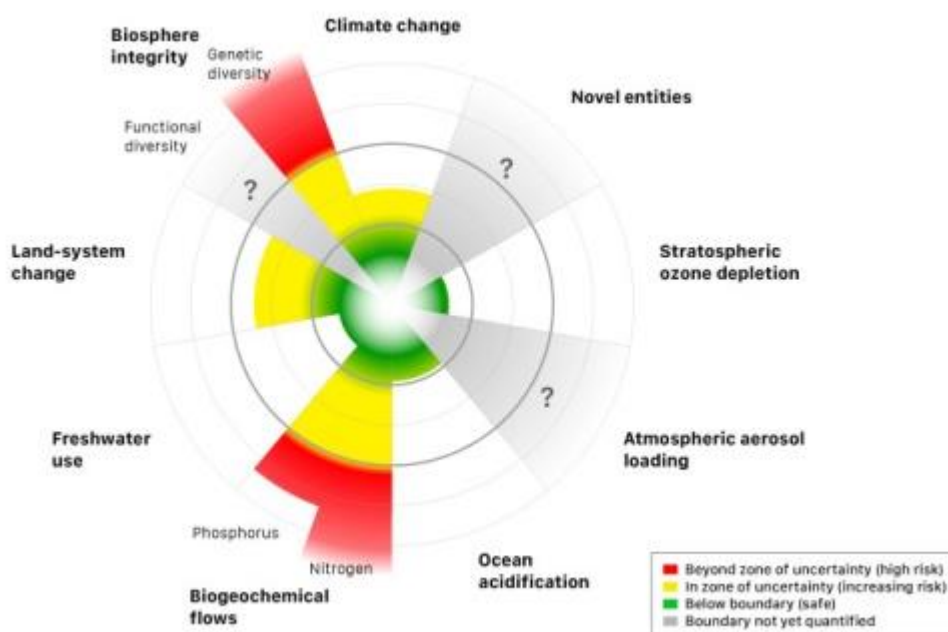 Climate change
Biosphere
integrity
Genetic
diversity
Novel entities
Functional
diversity
?
?
Land-system
change
Stratospheric
ozone depletion
?
Freshwater
use
Atmospheric aerosol
loading
Phosphorus
Nitrogen
Ocean
acidification
Biogeochemical
flows
Beyond zone of uncertainty (high risk)
In zone of uncertainty (increasing risk)
Below boundary (safe)
Boundary not yet quantified